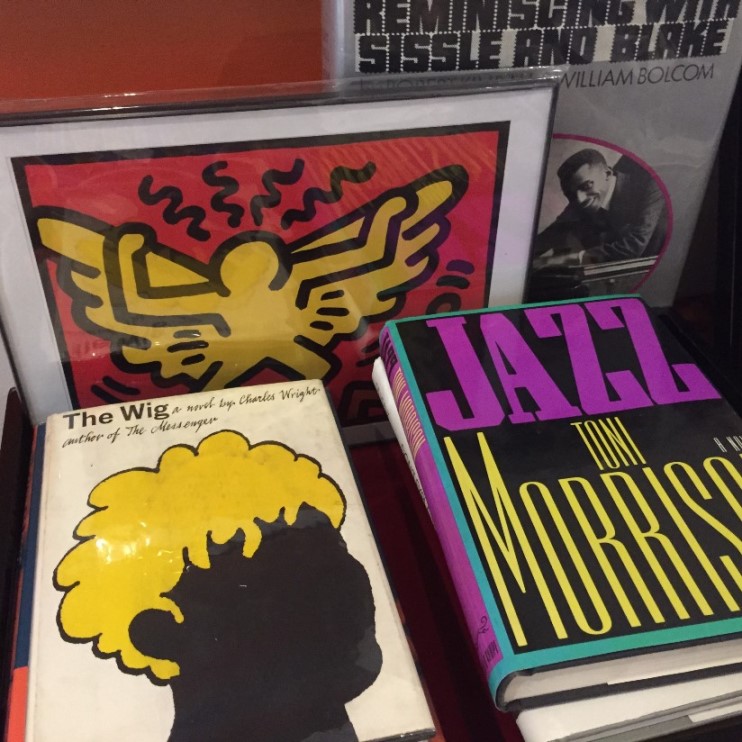 REMINISCING WITH
SISSLE AND BLAKE
WILLIAM BOLCOM
The Wig a novel by Charles Wright
author of The Messenger
JAZZ
TONI
MORRISON
A